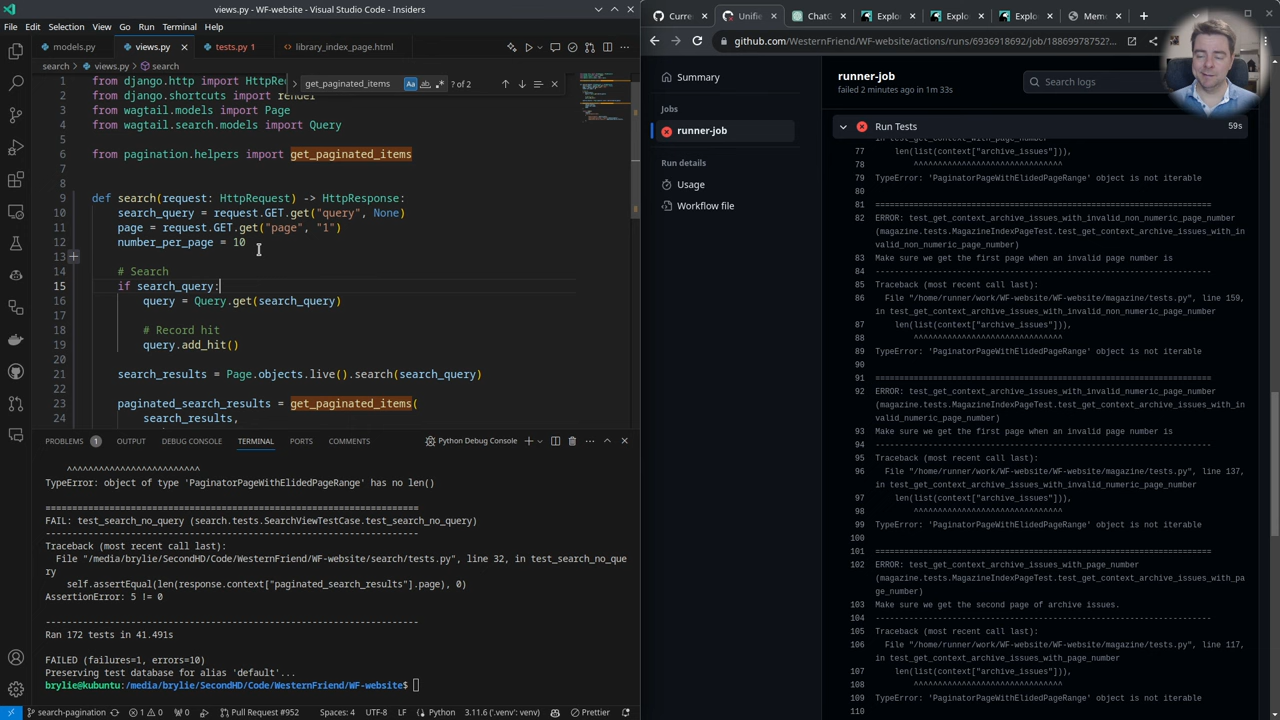 views.py - WF-website - Visual Studio Code - Insiders
File Edit Selection View Go Run Terminal Help
models.py views.py tests.py 1 library_index_page.html
search > views.py > search
get_paginated_items Aa ab .* ? of 2
1 from django.http import HttpRe
2 from django.shortcuts import render
3 from wagtail.models import Page
4 from wagtail.search.models import Query
5
6 from pagination.helpers import get_paginated_items
7
8
9 def search(request: HttpRequest) -> HttpResponse:
10 search_query = request.GET.get("query", None)
11 page = request.GET.get("page", "1")
12 number_per_page = 10
13
14 # Search
15 if search_query:
16 query = Query.get(search_query)
17
18 # Record hit
19 query.add_hit()
20
21 search_results = Page.objects.live().search(search_query)
22
23 paginated_search_results = get_paginated_items(
24 search_results,
PROBLEMS 1 OUTPUT DEBUG CONSOLE TERMINAL PORTS COMMENTS Python Debug Console
^^^^^^^^^^^^^^^^^^^^^^^^^^
TypeError: object of type 'PaginatorPageWithElidedPageRange' has no len()
======================================================================
FAIL: test_search_no_query (search.tests.SearchViewTestCase.test_search_no_query)
----------------------------------------------------------------------
Traceback (most recent call last):
File "/media/brylie/SecondHD/Code/WesternFriend/WF-website/search/tests.py", line 32, in test_search_no_que
ry
self.assertEqual(len(response.context["paginated_search_results"].page), 0)
AssertionError: 5 != 0
----------------------------------------------------------------------
Ran 172 tests in 41.491s
FAILED (failures=1, errors=10)
Preserving test database for alias 'default'...
brylie@kubuntu:/media/brylie/SecondHD/Code/WesternFriend/WF-website$
search-pagination 1 0 0 Pull Request #952 Spaces: 4 UTF-8 LF Python 3.11.6 ('.venv': venv) Prettier
Curre Unifie ChatG Explo Explo Explo Mem
github.com/WesternFriend/WF-website/actions/runs/6936918692/job/18869978752?...
Summary
Jobs
runner-job
Run details
Usage
Workflow file
runner-job
failed 2 minutes ago in 1m 33s
Search logs
Run Tests 59s
77 len(list(context["archive_issues"])),
78 ^^^^^^^^^^^^^^^^^^^^^^^^^^^^^^^
79 TypeError: 'PaginatorPageWithElidedPageRange' object is not iterable
80
81 ======================================================================
82 ERROR: test_get_context_archive_issues_with_invalid_non_numeric_page_number
(magazine.tests.MagazineIndexPageTest.test_get_context_archive_issues_with_in
valid_non_numeric_page_number)
83 Make sure we get the first page when an invalid page number is
84 ----------------------------------------------------------------------
85 Traceback (most recent call last):
86 File "/home/runner/work/WF-website/WF-website/magazine/tests.py", line 159,
in test_get_context_archive_issues_with_invalid_non_numeric_page_number
87 len(list(context["archive_issues"])),
88 ^^^^^^^^^^^^^^^^^^^^^^^^^^^^^^^
89 TypeError: 'PaginatorPageWithElidedPageRange' object is not iterable
90
91 ======================================================================
92 ERROR: test_get_context_archive_issues_with_invalid_numeric_page_number
(magazine.tests.MagazineIndexPageTest.test_get_context_archive_issues_with_in
valid_numeric_page_number)
93 Make sure we get the first page when an invalid page number is
94 ----------------------------------------------------------------------
95 Traceback (most recent call last):
96 File "/home/runner/work/WF-website/WF-website/magazine/tests.py", line 137,
in test_get_context_archive_issues_with_invalid_numeric_page_number
97 len(list(context["archive_issues"])),
98 ^^^^^^^^^^^^^^^^^^^^^^^^^^^^^^^
99 TypeError: 'PaginatorPageWithElidedPageRange' object is not iterable
100
101 ======================================================================
102 ERROR: test_get_context_archive_issues_with_page_number
(magazine.tests.MagazineIndexPageTest.test_get_context_archive_issues_with_pa
ge_number)
103 Make sure we get the second page of archive issues.
104 ----------------------------------------------------------------------
105 Traceback (most recent call last):
106 File "/home/runner/work/WF-website/WF-website/magazine/tests.py", line 117,
in test_get_context_archive_issues_with_page_number
107 len(list(context["archive_issues"])),
108 ^^^^^^^^^^^^^^^^^^^^^^^^^^^^^^^
109 TypeError: 'PaginatorPageWithElidedPageRange' object is not iterable
110